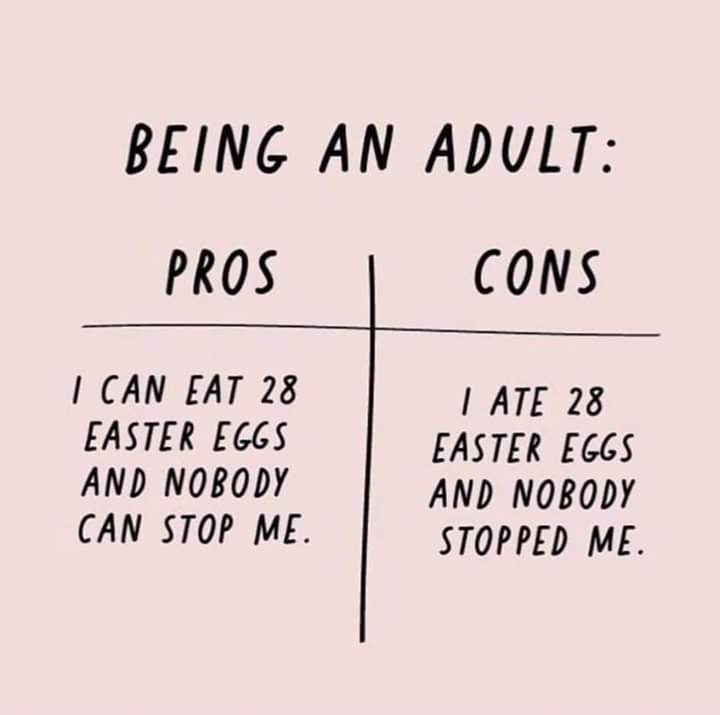 BEING AN ADULT:
PROS
I CAN EAT 28
EASTER EGGS
AND NOBODY
CAN STOP ME.
CONS
I ATE 28
EASTER EGGS
AND NOBODY
STOPPED ME.